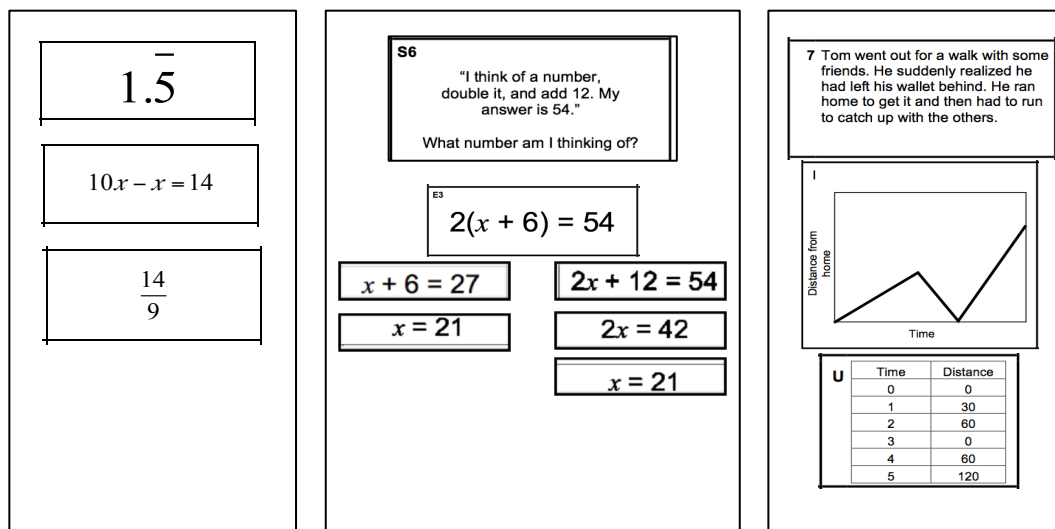 1.5̅
10x – x = 14
14
9
S6
“I think of a number,
double it, and add 12. My
answer is 54.”
What number am I thinking of?
E3
2(x + 6) = 54
x + 6 = 27
x = 21
2x + 12 = 54
2x = 42
x = 21
7 Tom went out for a walk with some
friends. He suddenly realized he
had left his wallet behind. He ran
home to get it and then had to run
to catch up with the others.
I
Distance from
home
Time
U
Time Distance
0 0
1 30
2 60
3 0
4 60
5 120